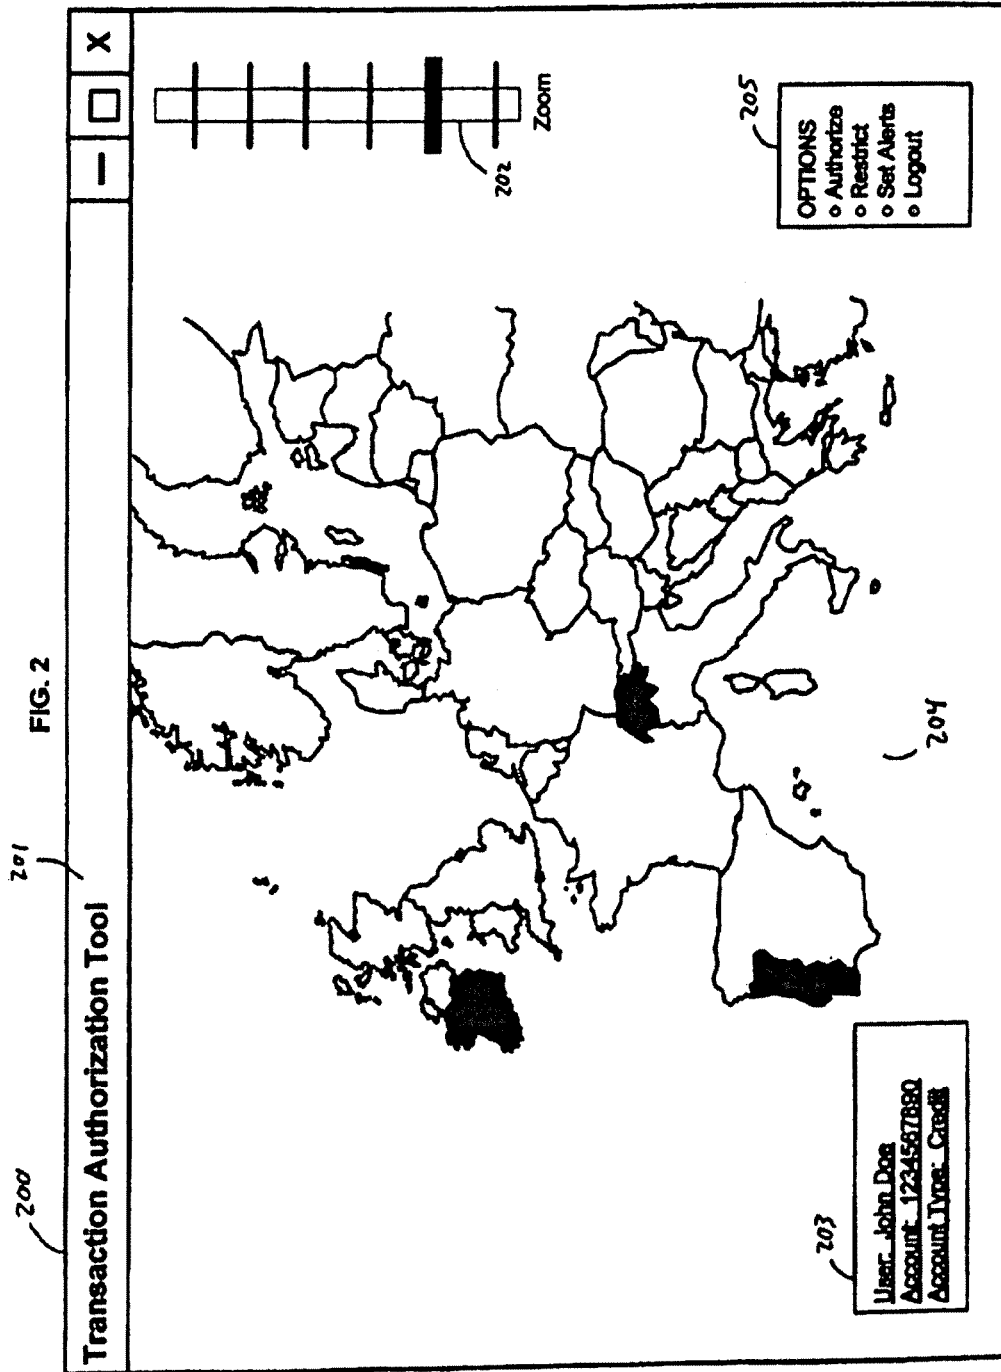 FIG. 2
200
201
Transaction Authorization Tool
X
202
Zoom
203
User: John Doe
Account: 1234567890
Account Type: Credit
204
205
OPTIONS
Authorize
Restrict
Set Alerts
Logout